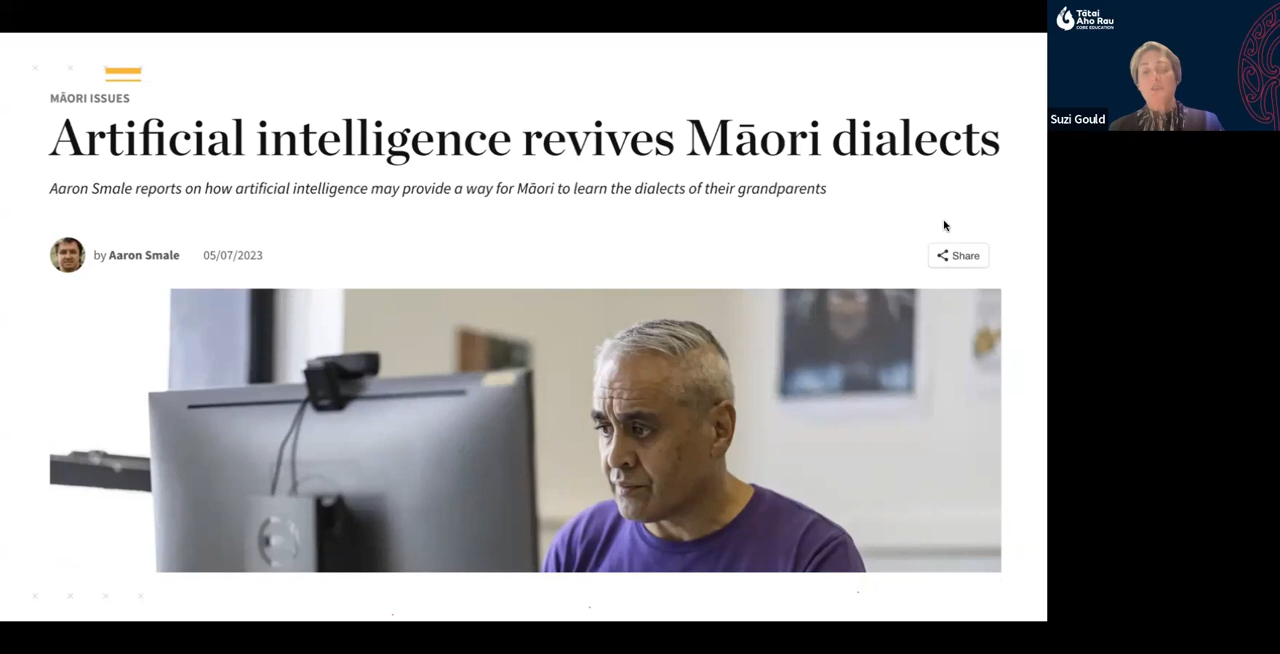 MĀORI ISSUES
Artificial intelligence revives Māori dialects
Aaron Smale reports on how artificial intelligence may provide a way for Māori to learn the dialects of their grandparents
by Aaron Smale 05/07/2023
Share
Tātai
Aho Rau
CORE EDUCATION
Suzi Gould